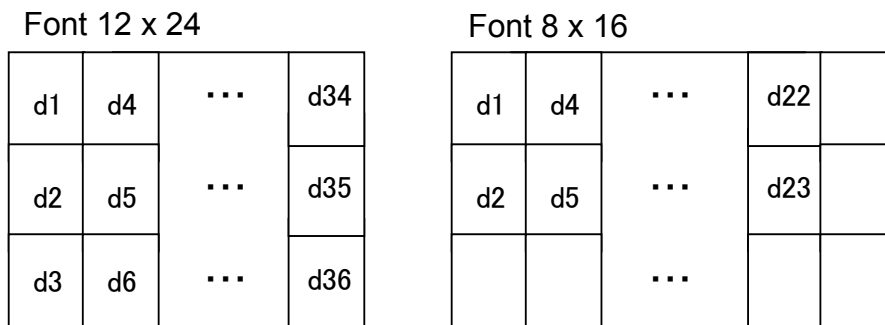 Font 12 x 24 Font 8 x 16
d1 d4 ... d34 d1 d4 ... d22
d2 d5 ... d35 d2 d5 ... d23
d3 d6 ... d36 ...